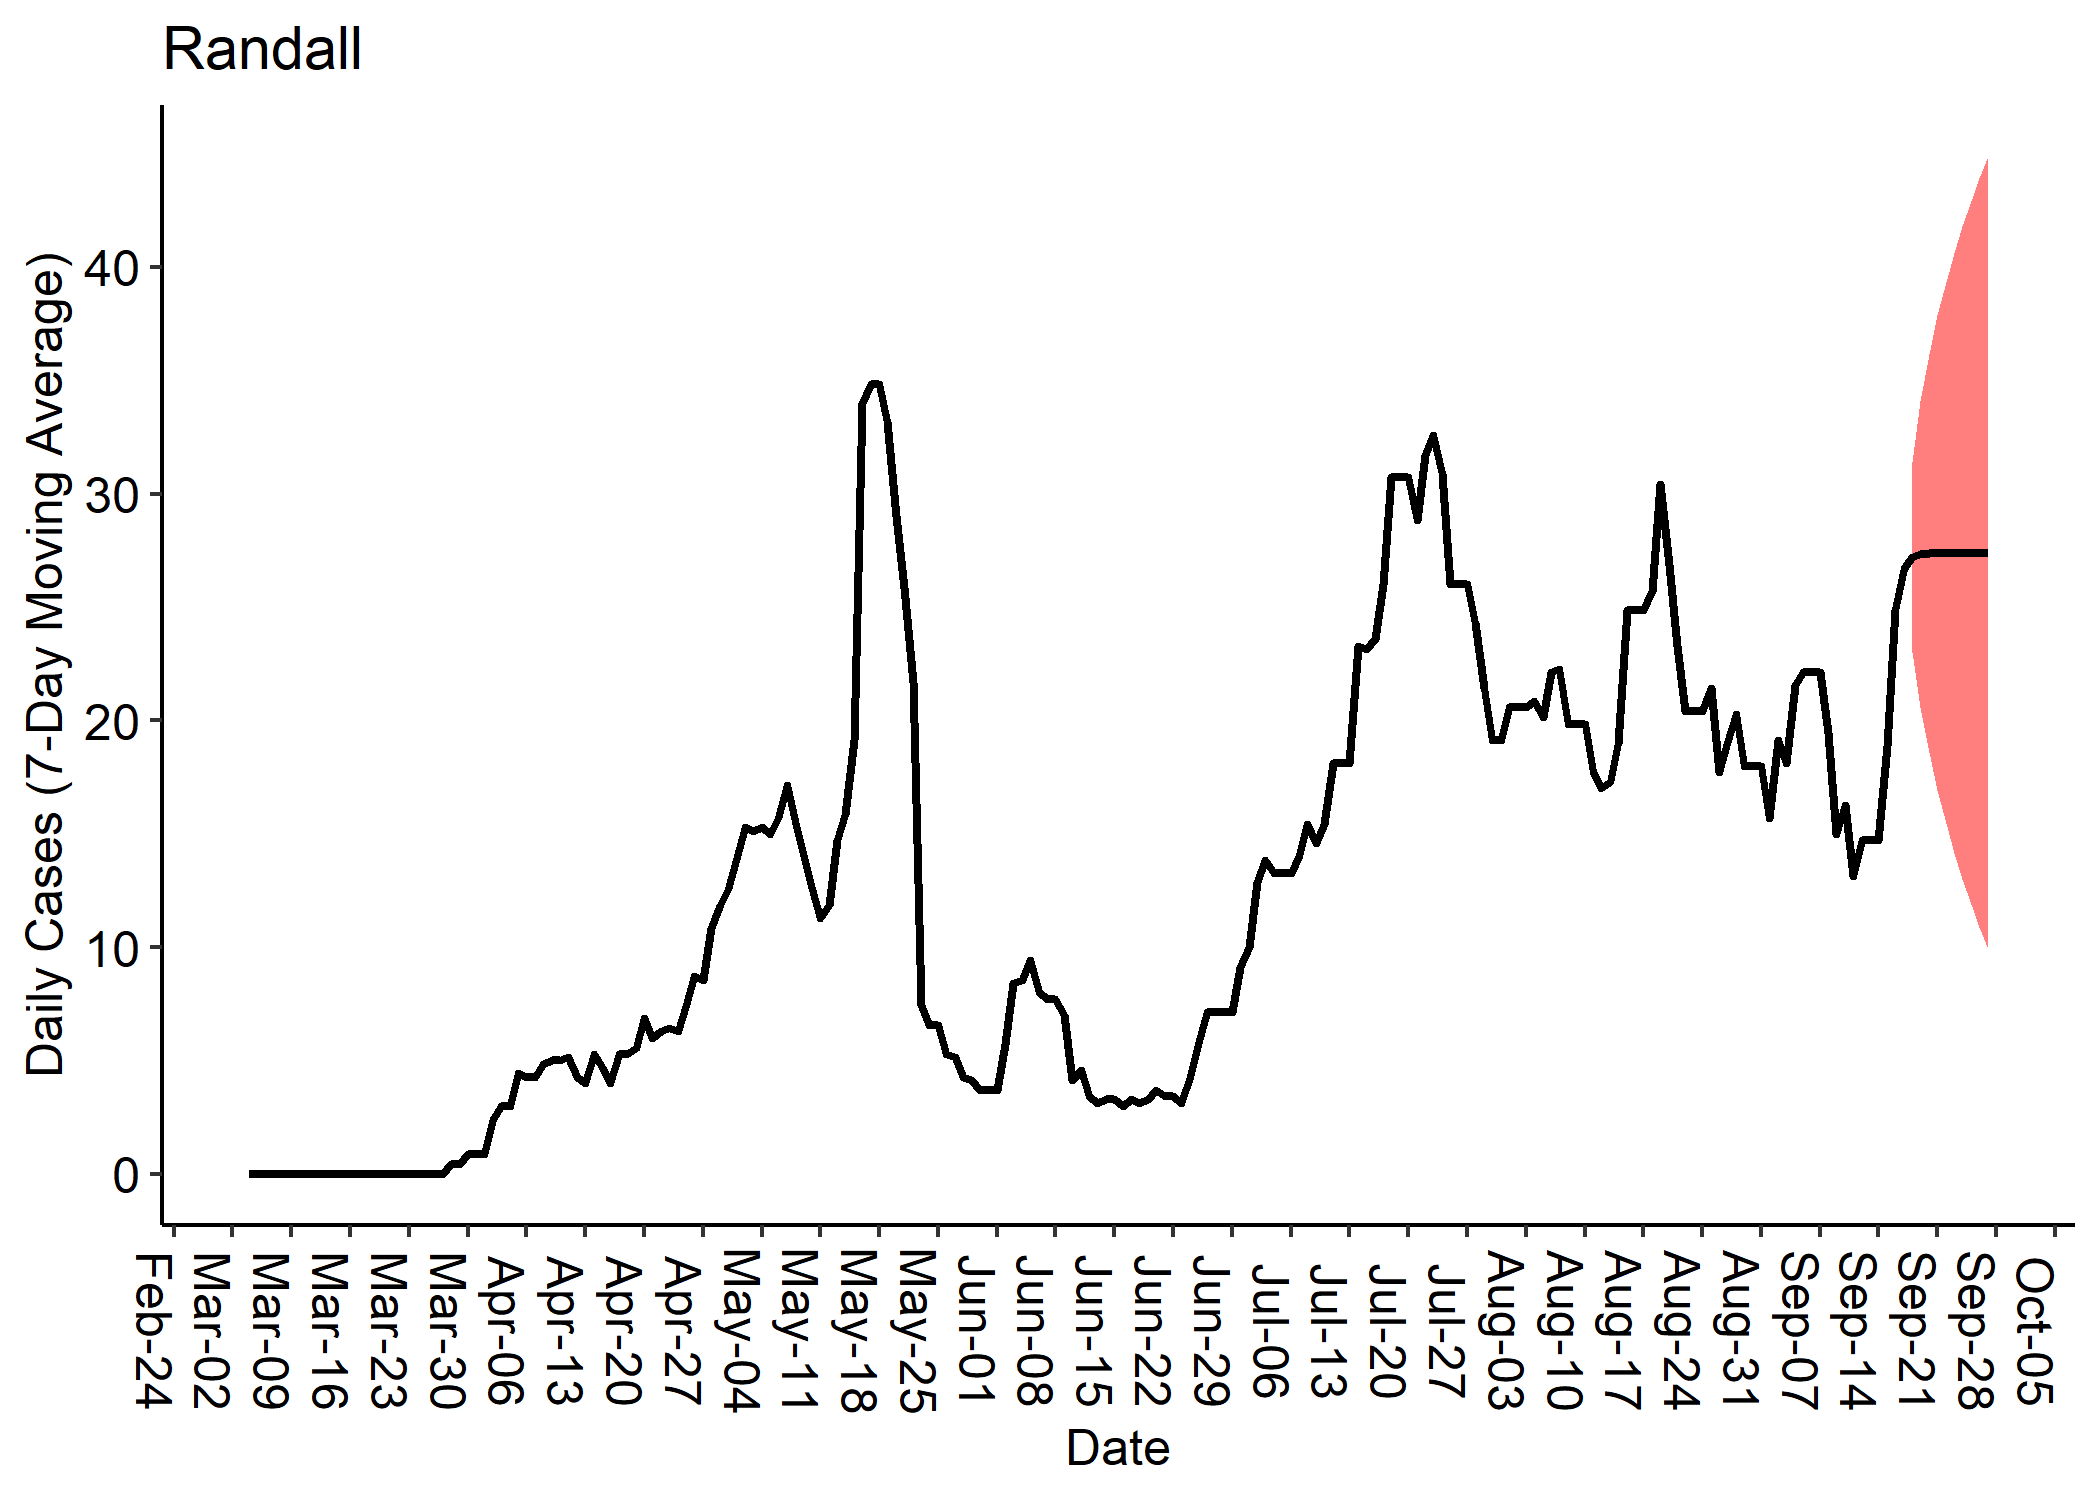 Randall
Daily Cases (7-Day Moving Average)
40
30
20
10
0
Feb-24
Mar-02
Mar-09
Mar-16
Mar-23
Mar-30
Apr-06
Apr-13
Apr-20
Apr-27
May-04
May-11
May-18
May-25
Jun-01
Jun-08
Jun-15
Jun-22
Jun-29
Jul-06
Jul-13
Jul-20
Jul-27
Aug-03
Aug-10
Aug-17
Aug-24
Aug-31
Sep-07
Sep-14
Sep-21
Sep-28
Oct-05
Date